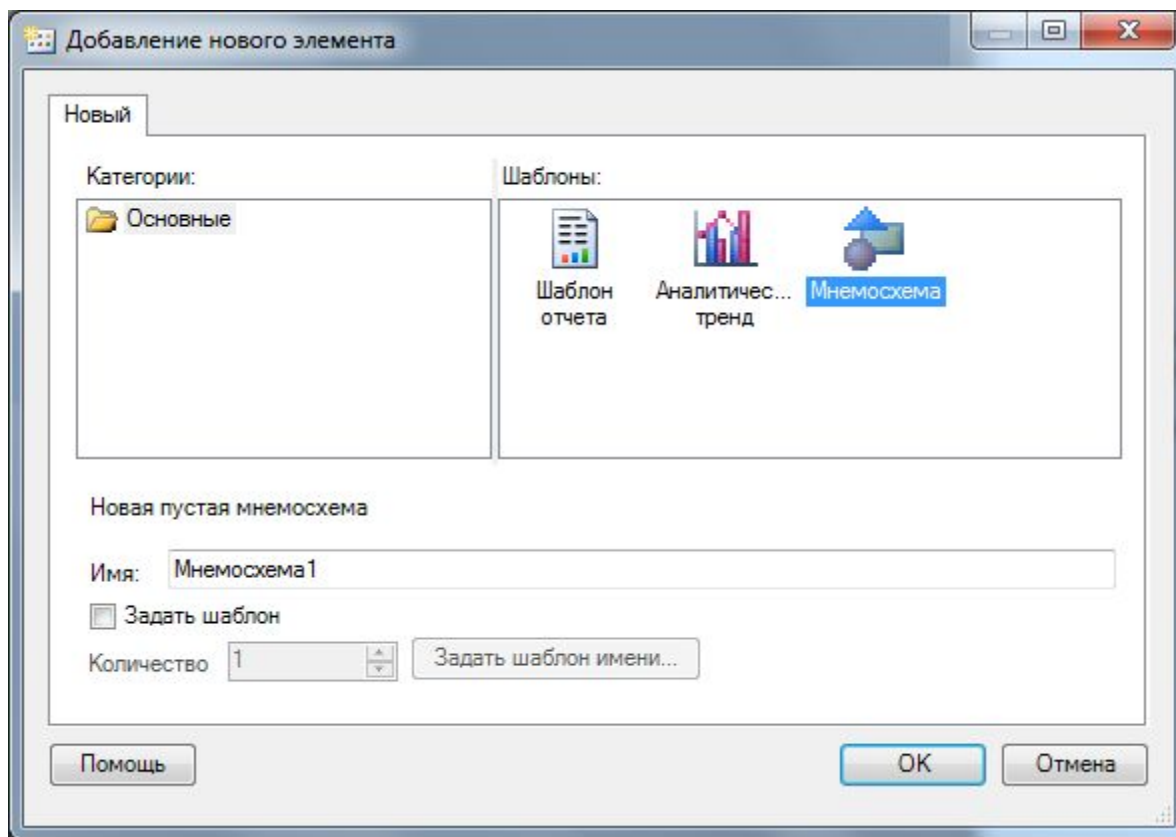 Добавление нового элемента
Новый
Категории:
Шаблоны:
Основные
Шаблон
отчета
Аналитичес...
тренд
Мнемосхема
Новая пустая мнемосхема
Имя:
Мнемосхема1
Задать шаблон
Количество
1
Задать шаблон имени...
Помощь
OK
Отмена